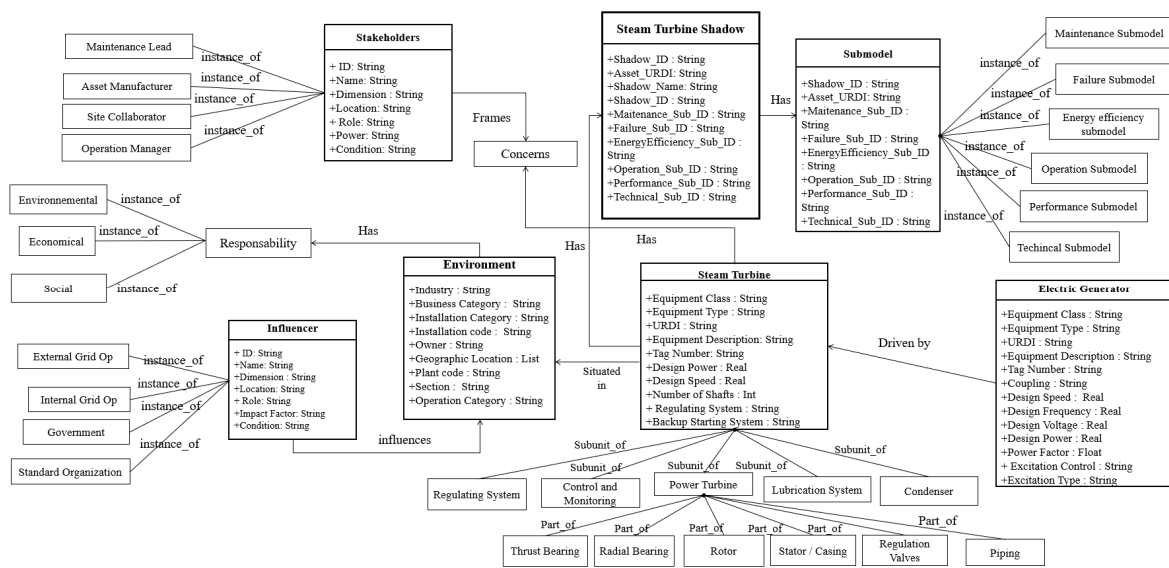 Maintenance Lead
Asset Manufacturer
Site Collaborator
Operation Manager
instance_of
instance_of
instance_of
instance_of
Stakeholders
+ ID: String
+Name: String
+Dimension : String
+Location: String
+ Role: String
+Power: String
+Condition: String
Frames
Concerns
Steam Turbine Shadow
+Shadow_ID : String
+Asset_URDI: String
+Shadow_Name: String
+Shadow_ID : String
+Maitenance_Sub_ID : String
+Failure_Sub_ID : String
+EnergyEfficiency_Sub_ID
: String
+Operation_Sub_ID : String
+Performance_Sub_ID : String
+Technical_Sub_ID : String
Has
Submodel
+Shadow_ID : String
+Asset_URDI: String
+Maitenance_Sub_ID :
String
+Failure_Sub_ID : String
+EnergyEfficiency_Sub_ID
: String
+Operation_Sub_ID : String
+Performance_Sub_ID :
String
+Technical_Sub_ID : String
instance_of
instance_of
instance_of
instance_of
instance_of
instance_of
Maintenance Submodel
Failure Submodel
Energy efficiency
submodel
Operation Submodel
Performance Submodel
Techincal Submodel
Environnemental
Economical
Social
instance_of
instance_of
instance_of
Responsability
Has
Environment
+Industry : String
+Business Category : String
+Installation Category : String
+Installation code : String
+Owner : String
+Geographic Location : List
+Plant code : String
+Section : String
+Operation Category : String
Has
Has
Situated
in
Steam Turbine
+Equipment Class : String
+Equipment Type : String
+URDI : String
+Equipment Description: String
+Tag Number: String
+Design Power : Real
+Design Speed : Real
+Number of Shafts : Int
+ Regulating System : String
+Backup Starting System : String
Driven by
Electric Generator
+Equipment Class : String
+Equipment Type : String
+URDI : String
+Equipment Description : String
+Tag Number : String
+Coupling : String
+Design Speed : Real
+Design Frequency : Real
+Design Voltage : Real
+Design Power : Real
+Power Factor : Float
+ Excitation Control : String
+Excitation Type : String
External Grid Op
Internal Grid Op
Government
Standard Organization
instance_of
instance_of
instance_of
instance_of
Influencer
+ ID: String
+Name: String
+Dimension : String
+Location: String
+ Role: String
+Impact Factor: String
+Condition: String
influences
Subunit_of
Subunit_of
Subunit_of
Subunit_of
Subunit_of
Regulating System
Control and
Monitoring
Power Turbine
Lubrication System
Condenser
Part_of
Part_of
Part_of
Part_of
Part_of
Part_of
Thrust Bearing
Radial Bearing
Rotor
Stator / Casing
Regulation
Valves
Piping